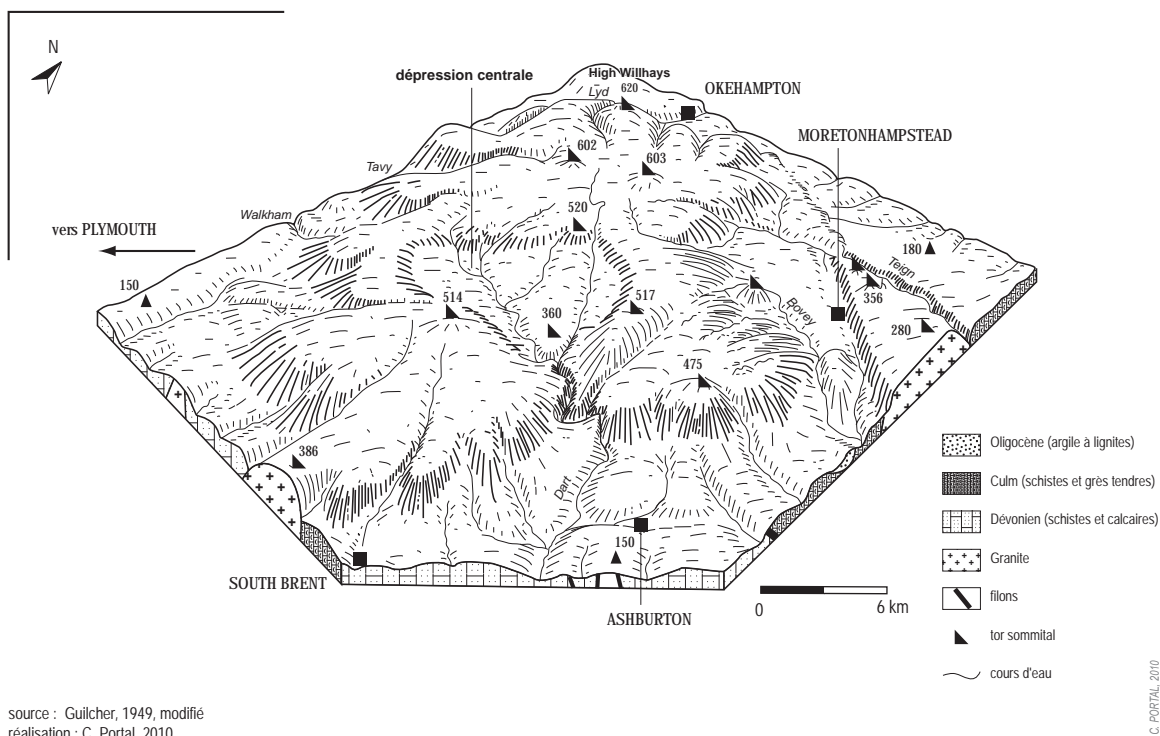 N
dépression centrale
High Willhays
620
Lyd
OKEHAMPTON
MORETONHAMPSTEAD
602
603
Tavy
Walkham
520
vers PLYMOUTH
180
Teign
150
514
360
517
Bovey
356
280
475
386
Dart
150
SOUTH BRENT
ASHBURTON
0
6 km
Oligocène (argile à lignites)
Culm (schistes et grès tendres)
Dévonien (schistes et calcaires)
Granite
filons
tor sommital
cours d'eau
source : Guilcher, 1949, modifié
réalisation : C. Portal, 2010
C. PORTAL, 2010